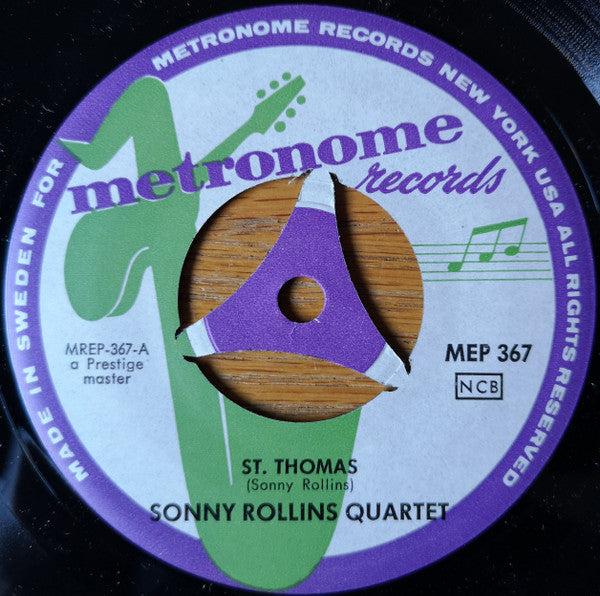 MADE IN SWEDEN FOR METRONOME RECORDS NEW YORK USA ALL RIGHTS RESERVED
metronome
records
MREP-367-A
a Prestige
master
MEP 367
NCB
ST. THOMAS
(Sonny Rollins)
SONNY ROLLINS QUARTET